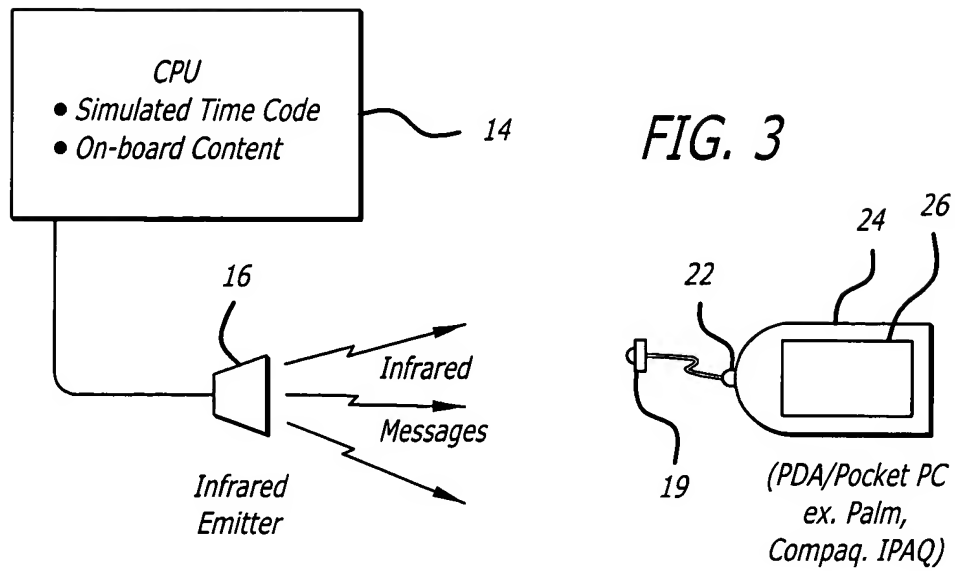 CPU
● Simulated Time Code
● On-board Content
14
FIG. 3
16
Infrared
Messages
Infrared
Emitter
22
24
26
19
(PDA/Pocket PC
ex. Palm,
Compaq. IPAQ)